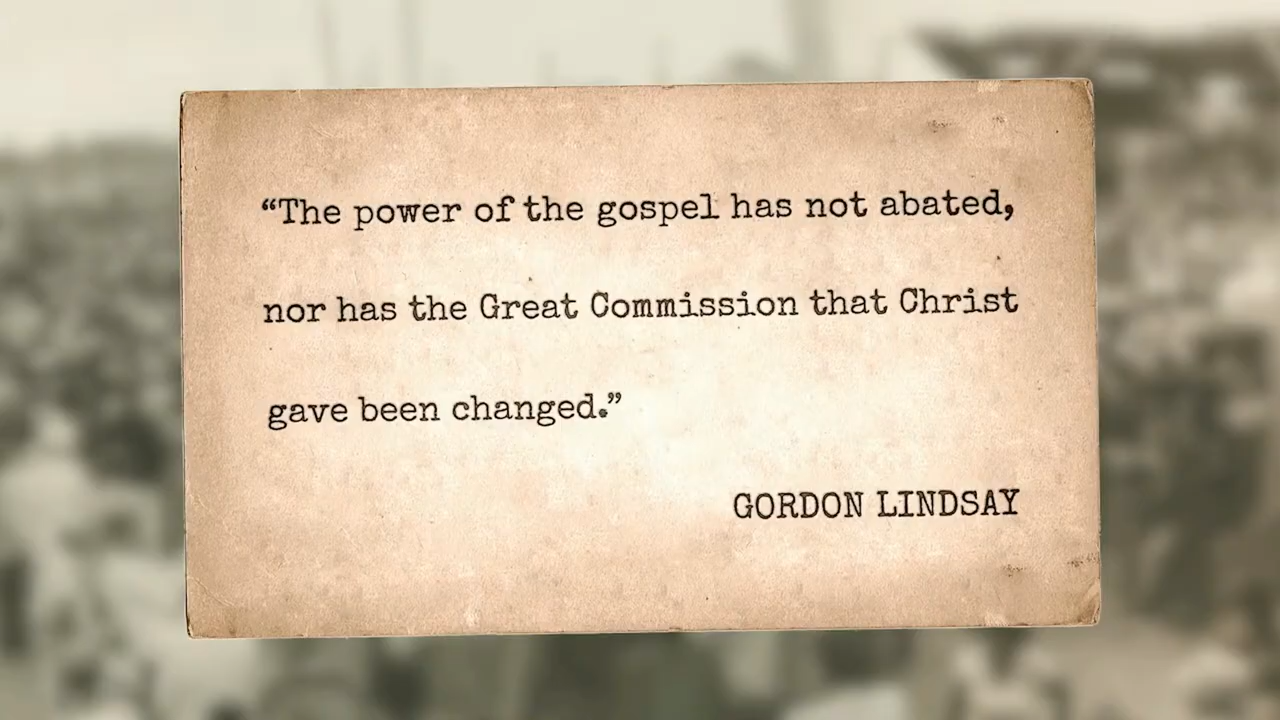 “The power of the gospel has not abated,
nor has the Great Commission that Christ
gave been changed.”
GORDON LINDSAY